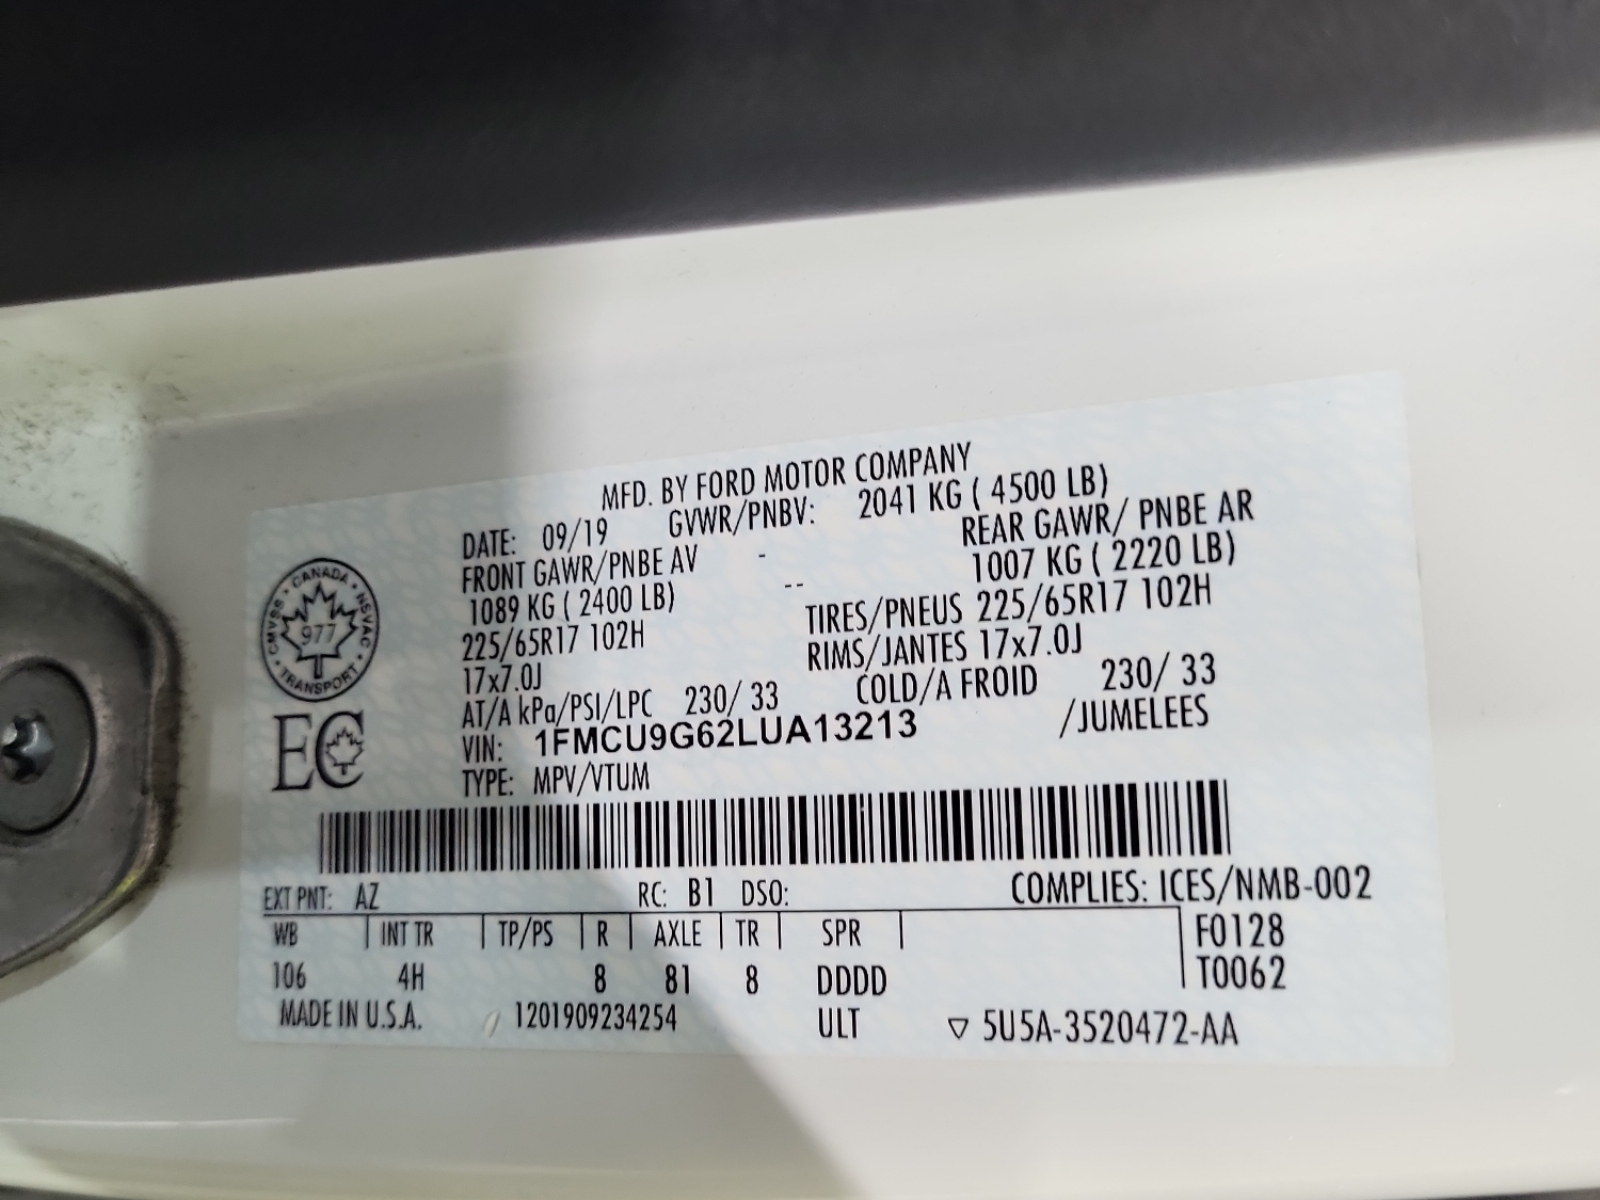 MFD. BY FORD MOTOR COMPANY
DATE: 09/19 GVWR/PNBV: 2041 KG ( 4500 LB)
FRONT GAWR/PNBE AV - REAR GAWR/ PNBE AR
1089 KG ( 2400 LB) -- 1007 KG ( 2220 LB)
225/65R17 102H TIRES/PNEUS 225/65R17 102H
17x7.0J RIMS/JANTES 17x7.0J
AT/A kPa/PSI/LPC 230/ 33 COLD/A FROID 230/ 33
VIN: 1FMCU9G62LUA13213 /JUMELEES
TYPE: MPV/VTUM
CANADA
CMVSS · NSVAC
977
TRANSPORT
EC
EXT PNT: AZ RC: B1 DSO: COMPLIES: ICES/NMB-002
WB INT TR TP/PS R AXLE TR SPR F0128
106 4H 8 81 8 DDDD T0062
MADE IN U.S.A. 1201909234254 ULT ▽ 5U5A-3520472-AA